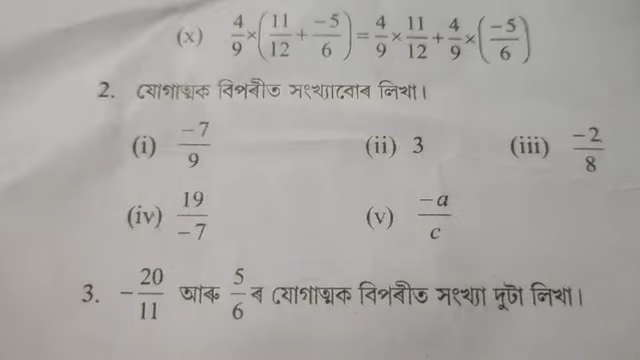 (x) 4/9 × (11/12 + -5/6) = 4/9 × 11/12 + 4/9 × (-5/6)
2. যোগাত্মক বিপৰীত সংখ্যাবোৰ লিখা।
(i) -7/9 (ii) 3 (iii) -2/8
(iv) 19/-7 (v) -a/c
3. -20/11 আৰু 5/6 ৰ যোগাত্মক বিপৰীত সংখ্যা দুটা লিখা।